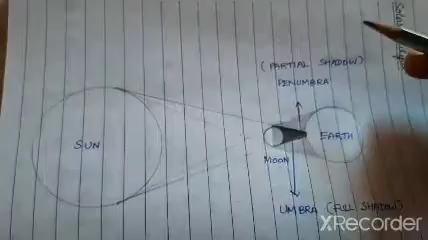 (PARTIAL SHADOW)
PENUMBRA
SUN
EARTH
MOON
UMBRA (FULL SHADOW)
XRecorder